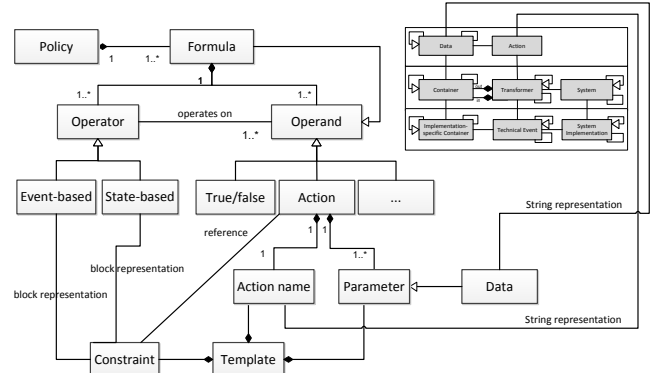 Policy
Formula
1
1..*
1
1..*
1..*
Operator
operates on
1..*
Operand
Event-based
State-based
True/false
Action
...
reference
1
1
1
1..*
block representation
block representation
Action name
Parameter
Data
String representation
String representation
Constraint
Template
Data
Action
Container
Transformer
System
Implementation-
specific Container
Technical Event
System
Implementation